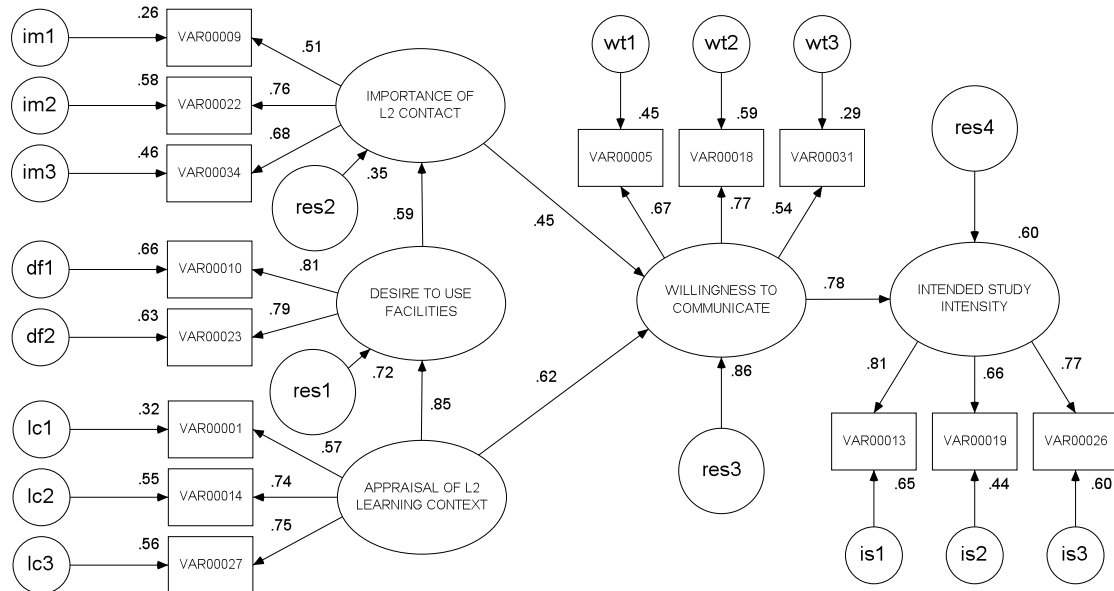 im1
.26
VAR00009
.51
im2
.58
VAR00022
.76
im3
.46
VAR00034
.68
IMPORTANCE OF
L2 CONTACT
res2
.35
.59
.45
df1
.66
VAR00010
.81
df2
.63
VAR00023
.79
DESIRE TO USE
FACILITIES
res1
.72
.85
.62
lc1
.32
VAR00001
.57
lc2
.55
VAR00014
.74
lc3
.56
VAR00027
.75
APPRAISAL OF L2
LEARNING CONTEXT
wt1
wt2
wt3
.45
.59
.29
VAR00005
VAR00018
VAR00031
.67
.77
.54
WILLINGNESS TO
COMMUNICATE
.86
res3
.78
res4
.60
INTENDED STUDY
INTENSITY
.81
.66
.77
VAR00013
VAR00019
VAR00026
.65
.44
.60
is1
is2
is3